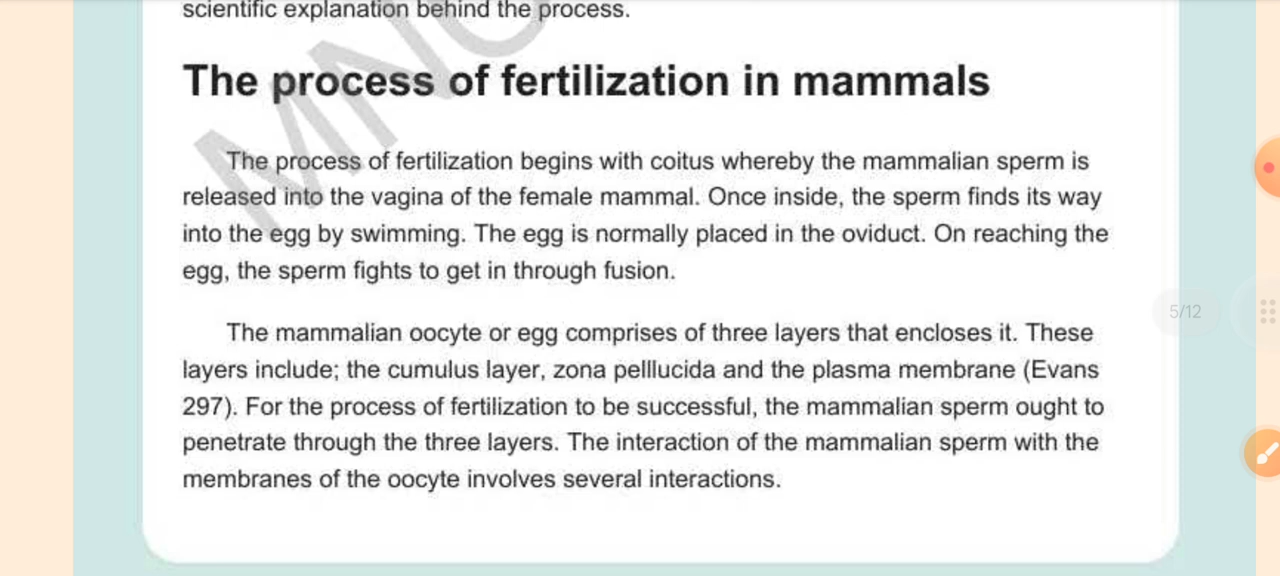 scientific explanation behind the process.
The process of fertilization in mammals
The process of fertilization begins with coitus whereby the mammalian sperm is
released into the vagina of the female mammal. Once inside, the sperm finds its way
into the egg by swimming. The egg is normally placed in the oviduct. On reaching the
egg, the sperm fights to get in through fusion.
The mammalian oocyte or egg comprises of three layers that encloses it. These
layers include; the cumulus layer, zona pelllucida and the plasma membrane (Evans
297). For the process of fertilization to be successful, the mammalian sperm ought to
penetrate through the three layers. The interaction of the mammalian sperm with the
membranes of the oocyte involves several interactions.
5/12